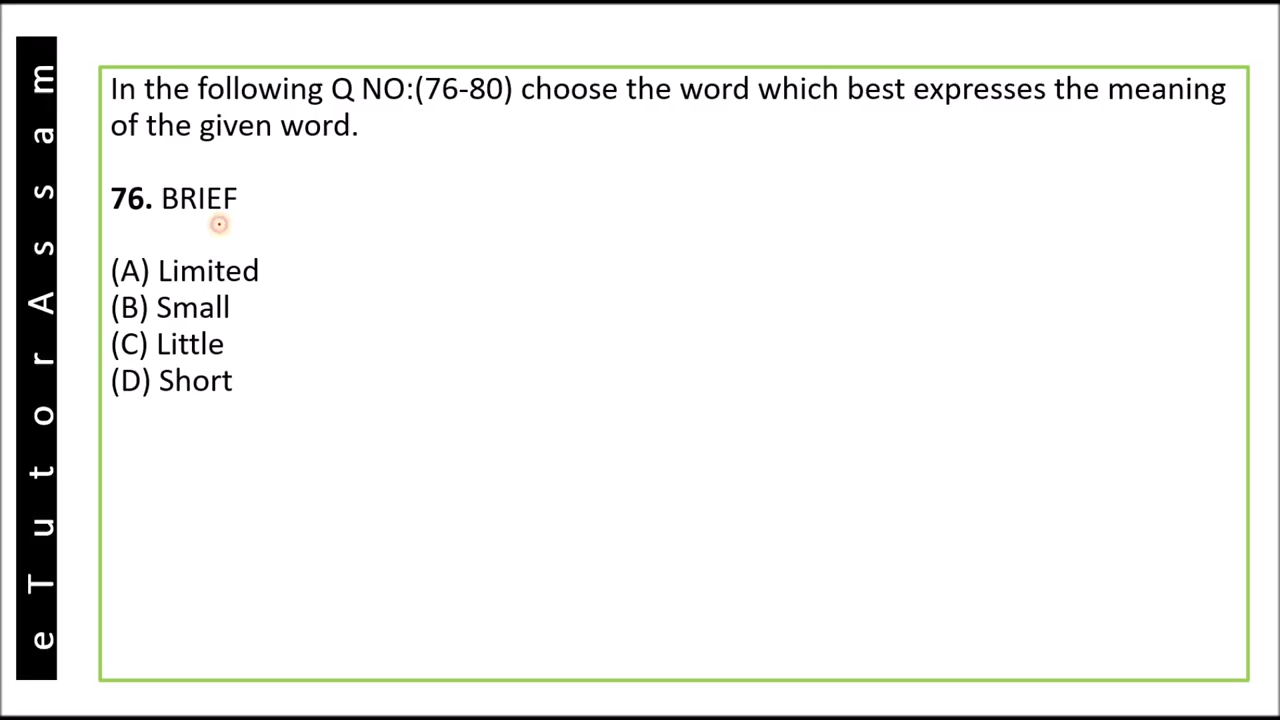 In the following Q NO:(76-80) choose the word which best expresses the meaning
of the given word.
76. BRIEF
(A) Limited
(B) Small
(C) Little
(D) Short
eTutorAssam